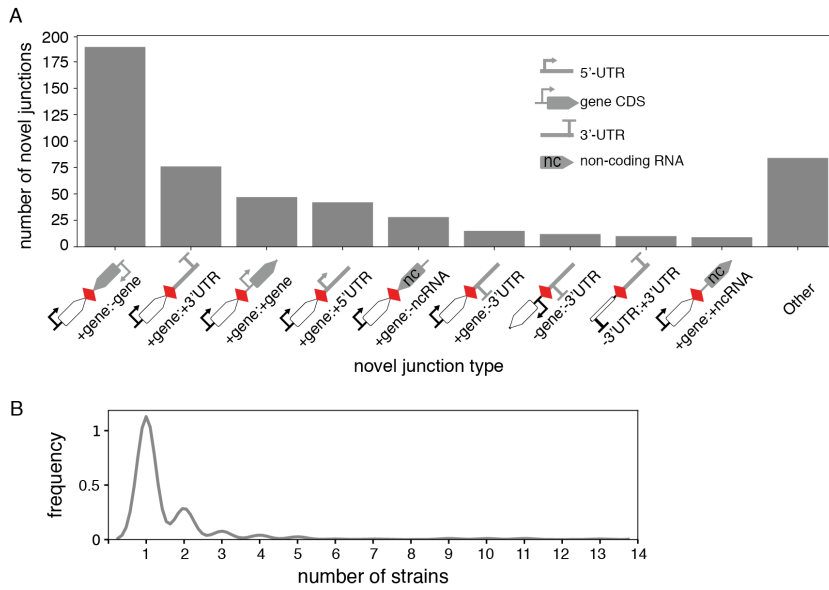 A
200
175
150
125
100
75
50
25
0
number of novel junctions
5'-UTR
gene CDS
3'-UTR
nc non-coding RNA
nc
nc
+gene:-gene
+gene:+3'UTR
+gene:+gene
+gene:+5'UTR
+gene:-ncRNA
+gene:-3'UTR
-gene:-3'UTR
-3'UTR:+3'UTR
+gene:+ncRNA
Other
novel junction type
B
1
0.5
0
frequency
1 2 3 4 5 6 7 8 9 10 11 12 13 14
number of strains